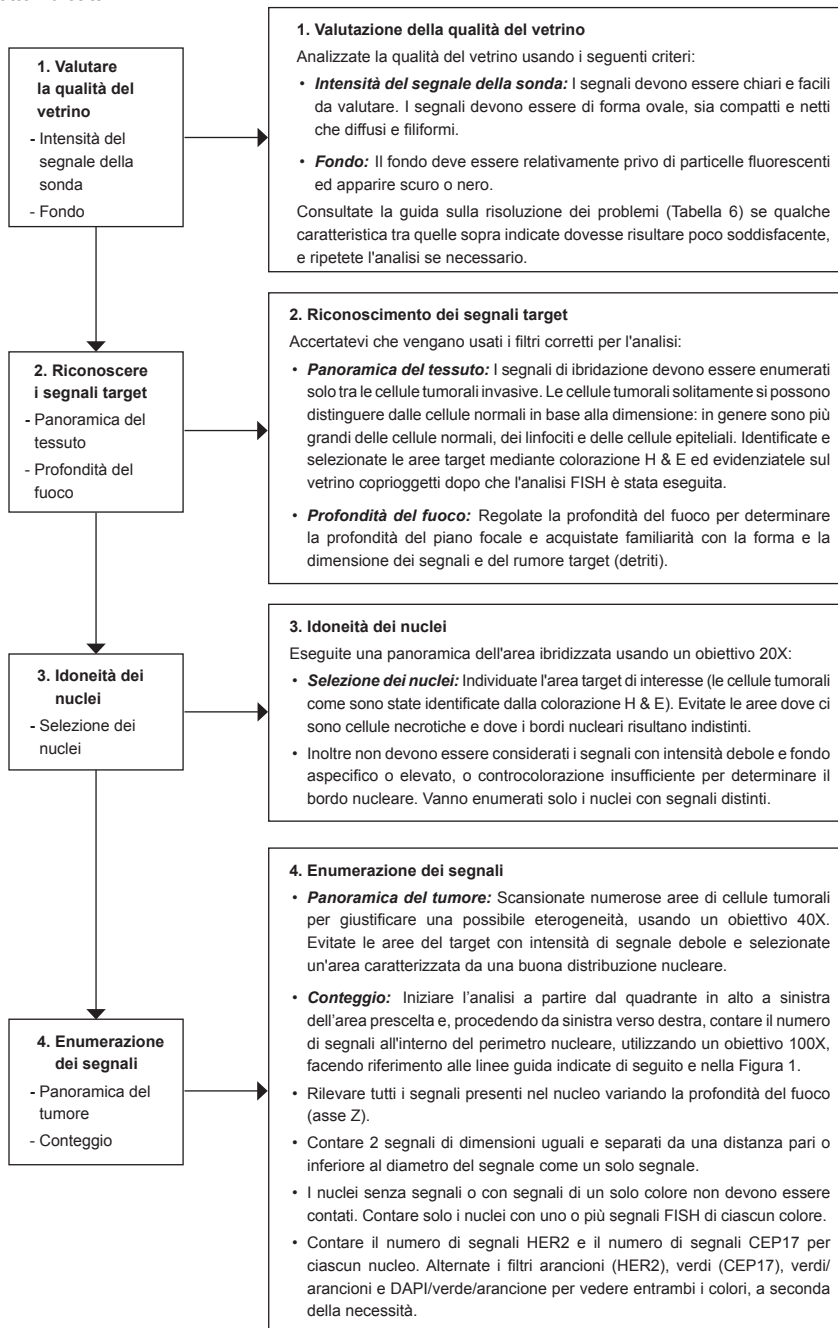 1. Valutare
la qualità del
vetrino
- Intensità del
segnale della
sonda
- Fondo
1. Valutazione della qualità del vetrino
Analizzate la qualità del vetrino usando i seguenti criteri:
• Intensità del segnale della sonda: I segnali devono essere chiari e facili
da valutare. I segnali devono essere di forma ovale, sia compatti e netti
che diffusi e filiformi.
• Fondo: Il fondo deve essere relativamente privo di particelle fluorescenti
ed apparire scuro o nero.
Consultate la guida sulla risoluzione dei problemi (Tabella 6) se qualche
caratteristica tra quelle sopra indicate dovesse risultare poco soddisfacente,
e ripetete l'analisi se necessario.
2. Riconoscere
i segnali target
- Panoramica del
tessuto
- Profondità del
fuoco
2. Riconoscimento dei segnali target
Accertatevi che vengano usati i filtri corretti per l'analisi:
• Panoramica del tessuto: I segnali di ibridazione devono essere enumerati
solo tra le cellule tumorali invasive. Le cellule tumorali solitamente si possono
distinguere dalle cellule normali in base alla dimensione: in genere sono più
grandi delle cellule normali, dei linfociti e delle cellule epiteliali. Identificate e
selezionate le aree target mediante colorazione H & E ed evidenziatele sul
vetrino coprioggetti dopo che l'analisi FISH è stata eseguita.
• Profondità del fuoco: Regolate la profondità del fuoco per determinare
la profondità del piano focale e acquistate familiarità con la forma e la
dimensione dei segnali e del rumore target (detriti).
3. Idoneità dei
nuclei
- Selezione dei
nuclei
3. Idoneità dei nuclei
Eseguite una panoramica dell'area ibridizzata usando un obiettivo 20X:
• Selezione dei nuclei: Individuate l'area target di interesse (le cellule tumorali
come sono state identificate dalla colorazione H & E). Evitate le aree dove ci
sono cellule necrotiche e dove i bordi nucleari risultano indistinti.
• Inoltre non devono essere considerati i segnali con intensità debole e fondo
aspecifico o elevato, o controcolorazione insufficiente per determinare il
bordo nucleare. Vanno enumerati solo i nuclei con segnali distinti.
4. Enumerazione
dei segnali
- Panoramica del
tumore
- Conteggio
4. Enumerazione dei segnali
• Panoramica del tumore: Scansionate numerose aree di cellule tumorali
per giustificare una possibile eterogeneità, usando un obiettivo 40X.
Evitate le aree del target con intensità di segnale debole e selezionate
un'area caratterizzata da una buona distribuzione nucleare.
• Conteggio: Iniziare l'analisi a partire dal quadrante in alto a sinistra
dell'area prescelta e, procedendo da sinistra verso destra, contare il numero
di segnali all'interno del perimetro nucleare, utilizzando un obiettivo 100X,
facendo riferimento alle linee guida indicate di seguito e nella Figura 1.
• Rilevare tutti i segnali presenti nel nucleo variando la profondità del fuoco
(asse Z).
• Contare 2 segnali di dimensioni uguali e separati da una distanza pari o
inferiore al diametro del segnale come un solo segnale.
• I nuclei senza segnali o con segnali di un solo colore non devono essere
contati. Contare solo i nuclei con uno o più segnali FISH di ciascun colore.
• Contare il numero di segnali HER2 e il numero di segnali CEP17 per
ciascun nucleo. Alternate i filtri arancioni (HER2), verdi (CEP17), verdi/
arancioni e DAPI/verde/arancione per vedere entrambi i colori, a seconda
della necessità.